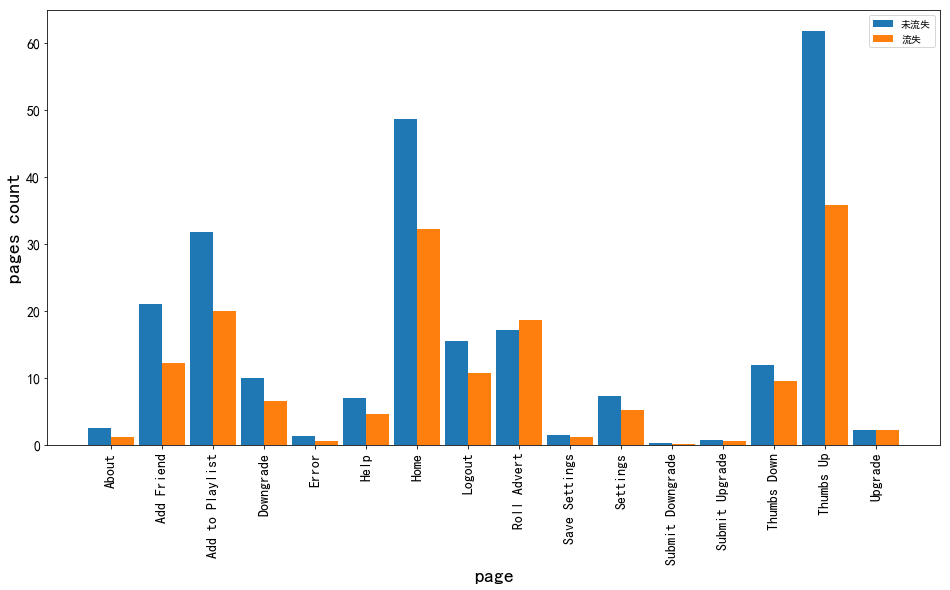 未流失
流失
pages count
60
50
40
30
20
10
0
About
Add Friend
Add to Playlist
Downgrade
Error
Help
Home
Logout
Roll Advert
Save Settings
Settings
Submit Downgrade
Submit Upgrade
Thumbs Down
Thumbs Up
Upgrade
page